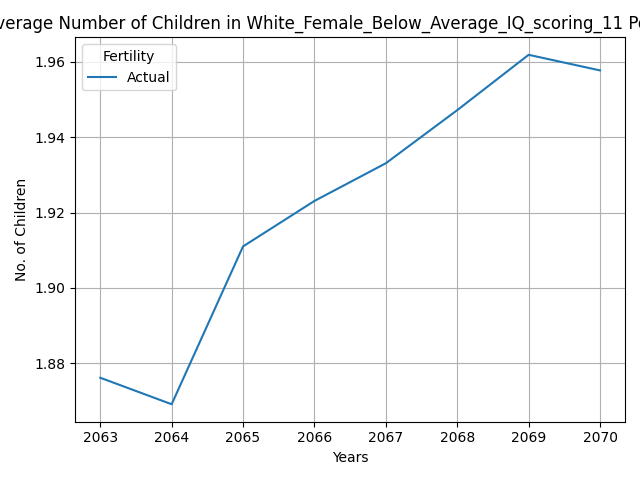 verage Number of Children in White_Female_Below_Average_IQ_scoring_11 P
Fertility
Actual
1.96
1.94
1.92
1.90
1.88
No. of Children
2063 2064 2065 2066 2067 2068 2069 2070
Years